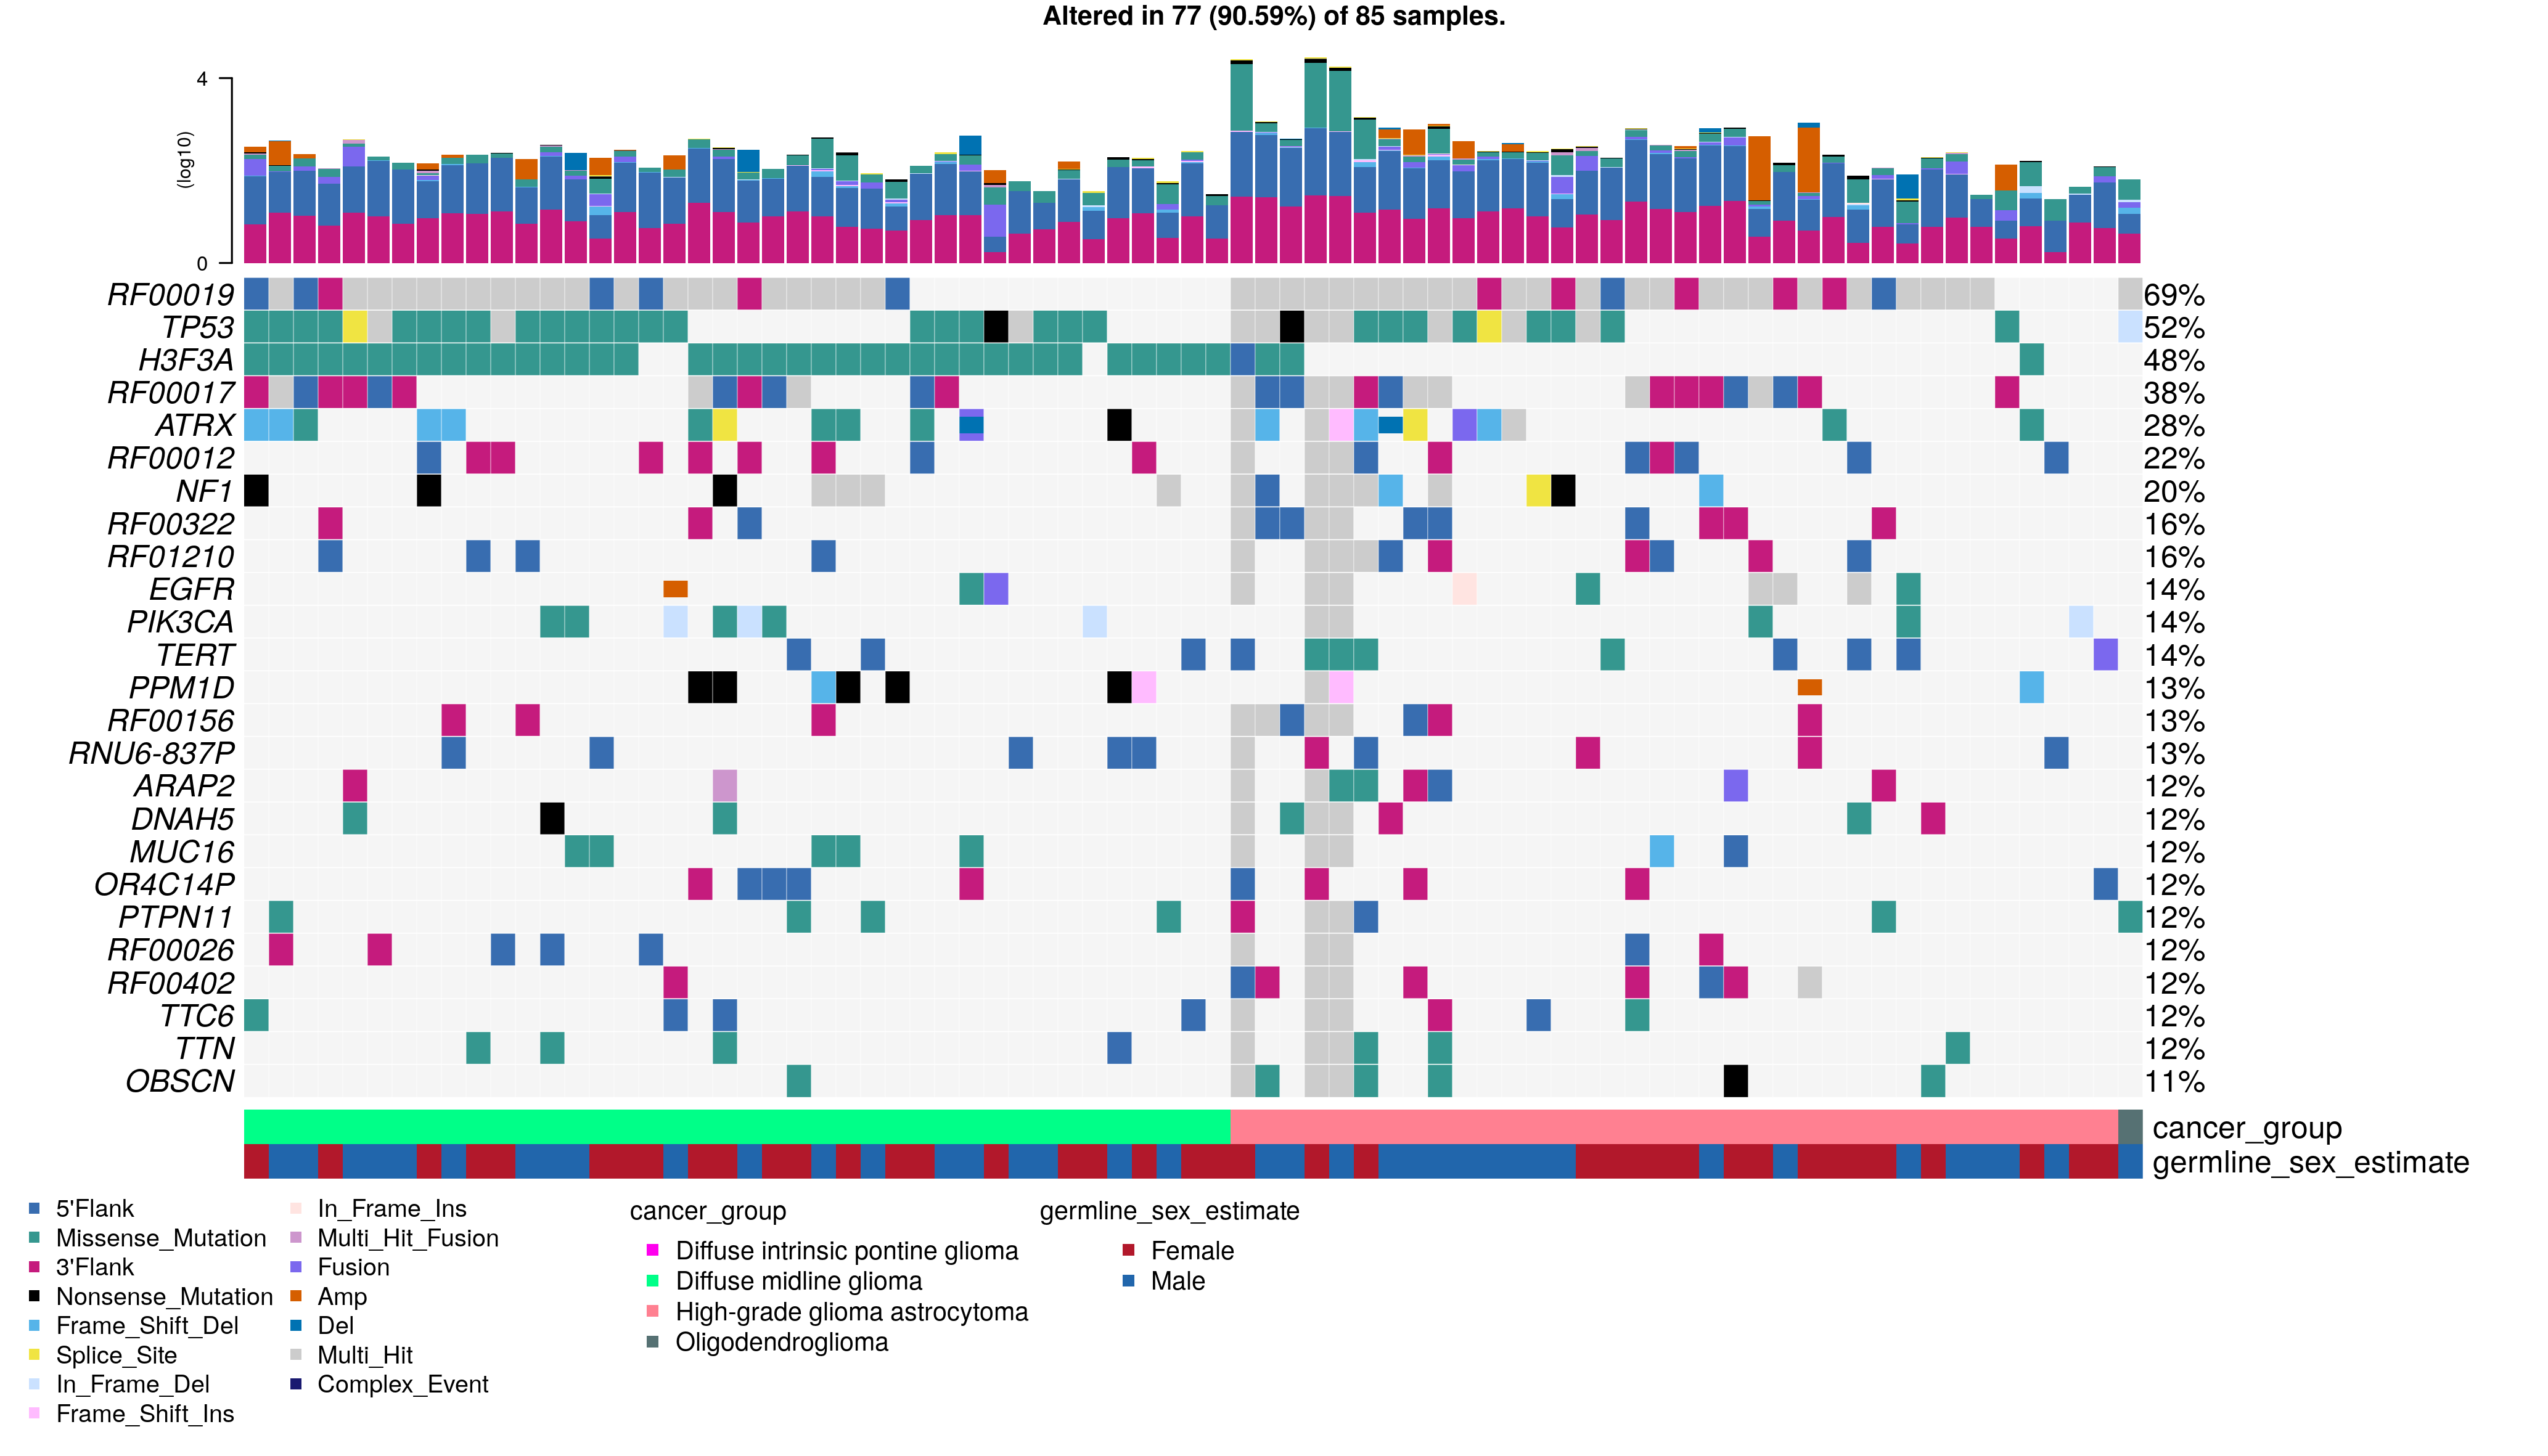 Altered in 77 (90.59%) of 85 samples.
4
(log10)
0
RF00019 69%
TP53 52%
H3F3A 48%
RF00017 38%
ATRX 28%
RF00012 22%
NF1 20%
RF00322 16%
RF01210 16%
EGFR 14%
PIK3CA 14%
TERT 14%
PPM1D 13%
RF00156 13%
RNU6-837P 13%
ARAP2 12%
DNAH5 12%
MUC16 12%
OR4C14P 12%
PTPN11 12%
RF00026 12%
RF00402 12%
TTC6 12%
TTN 12%
OBSCN 11%
cancer_group
germline_sex_estimate
5'Flank
Missense_Mutation
3'Flank
Nonsense_Mutation
Frame_Shift_Del
Splice_Site
In_Frame_Del
Frame_Shift_Ins
In_Frame_Ins
Multi_Hit_Fusion
Fusion
Amp
Del
Multi_Hit
Complex_Event
cancer_group
Diffuse intrinsic pontine glioma
Diffuse midline glioma
High-grade glioma astrocytoma
Oligodendroglioma
germline_sex_estimate
Female
Male